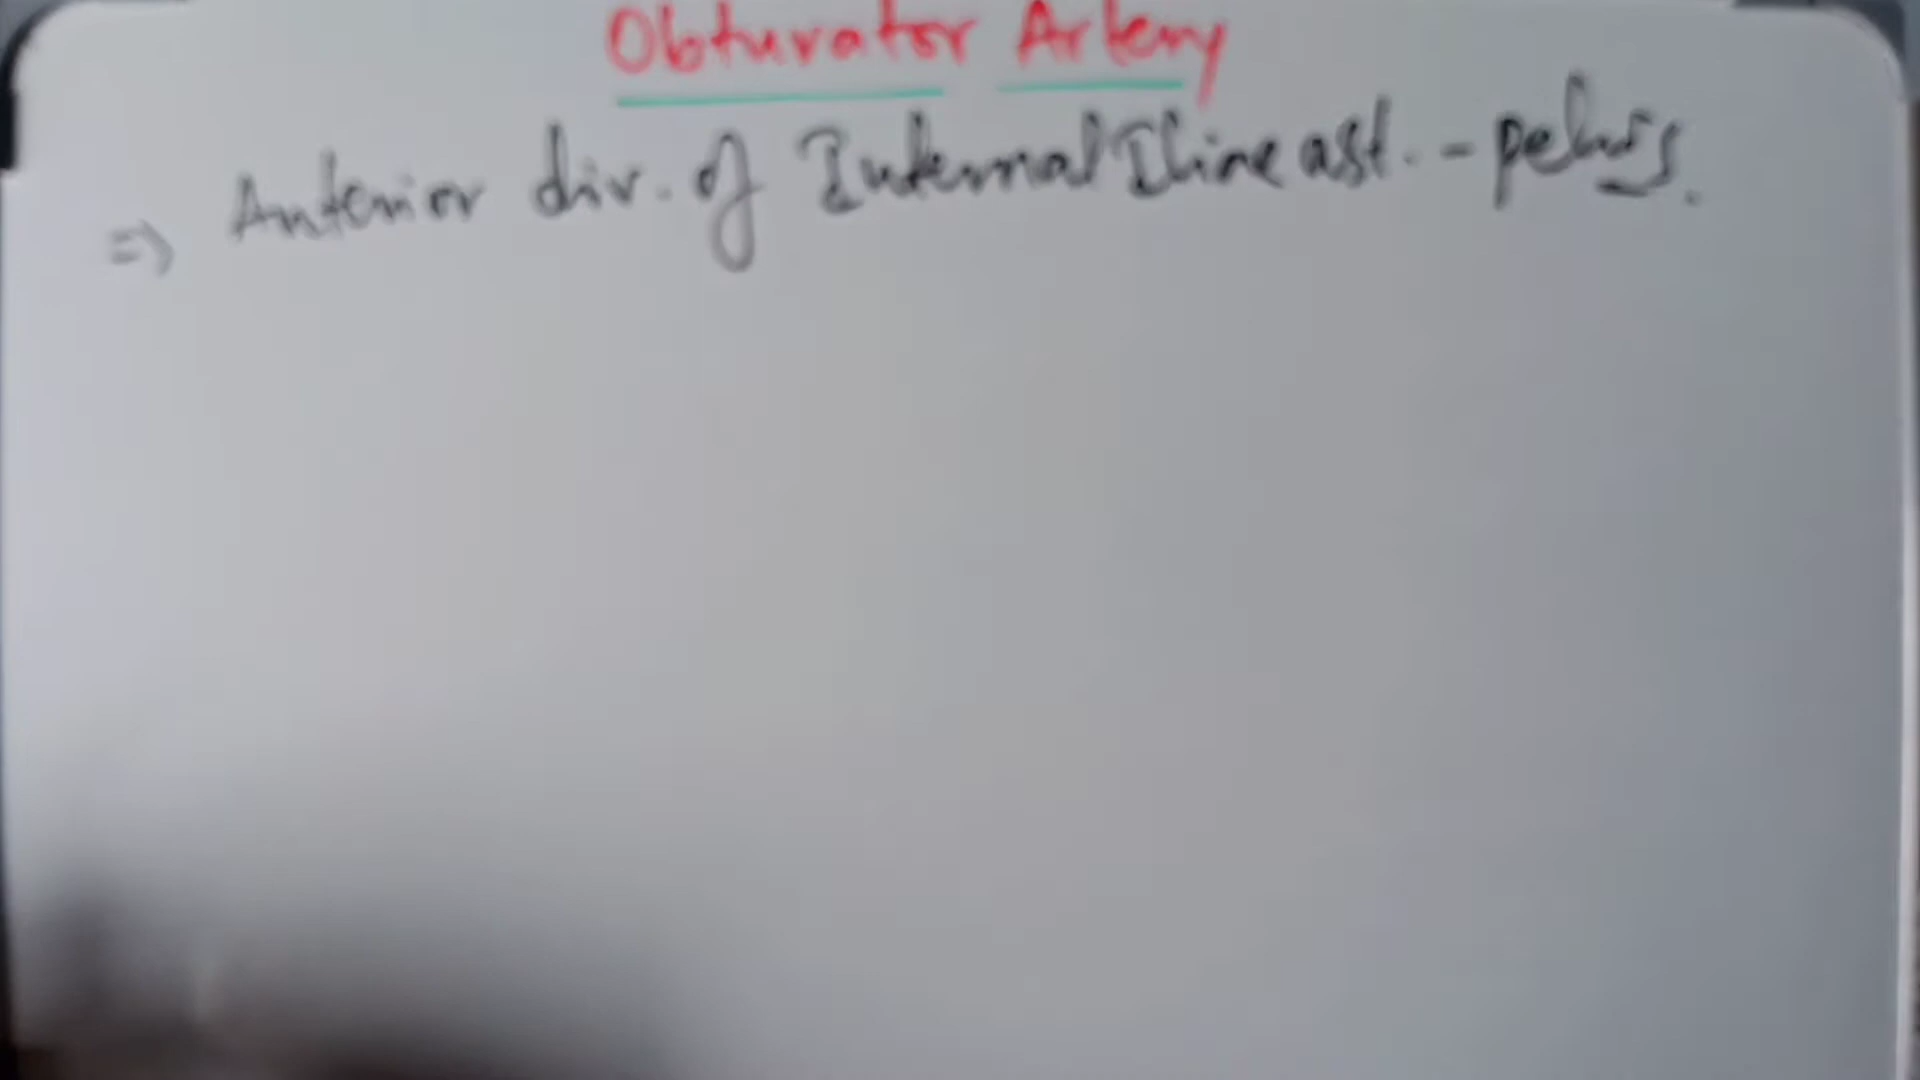 Obturator Artery
⇒ Anterior div. of Internal Iliac art. - pelvis.